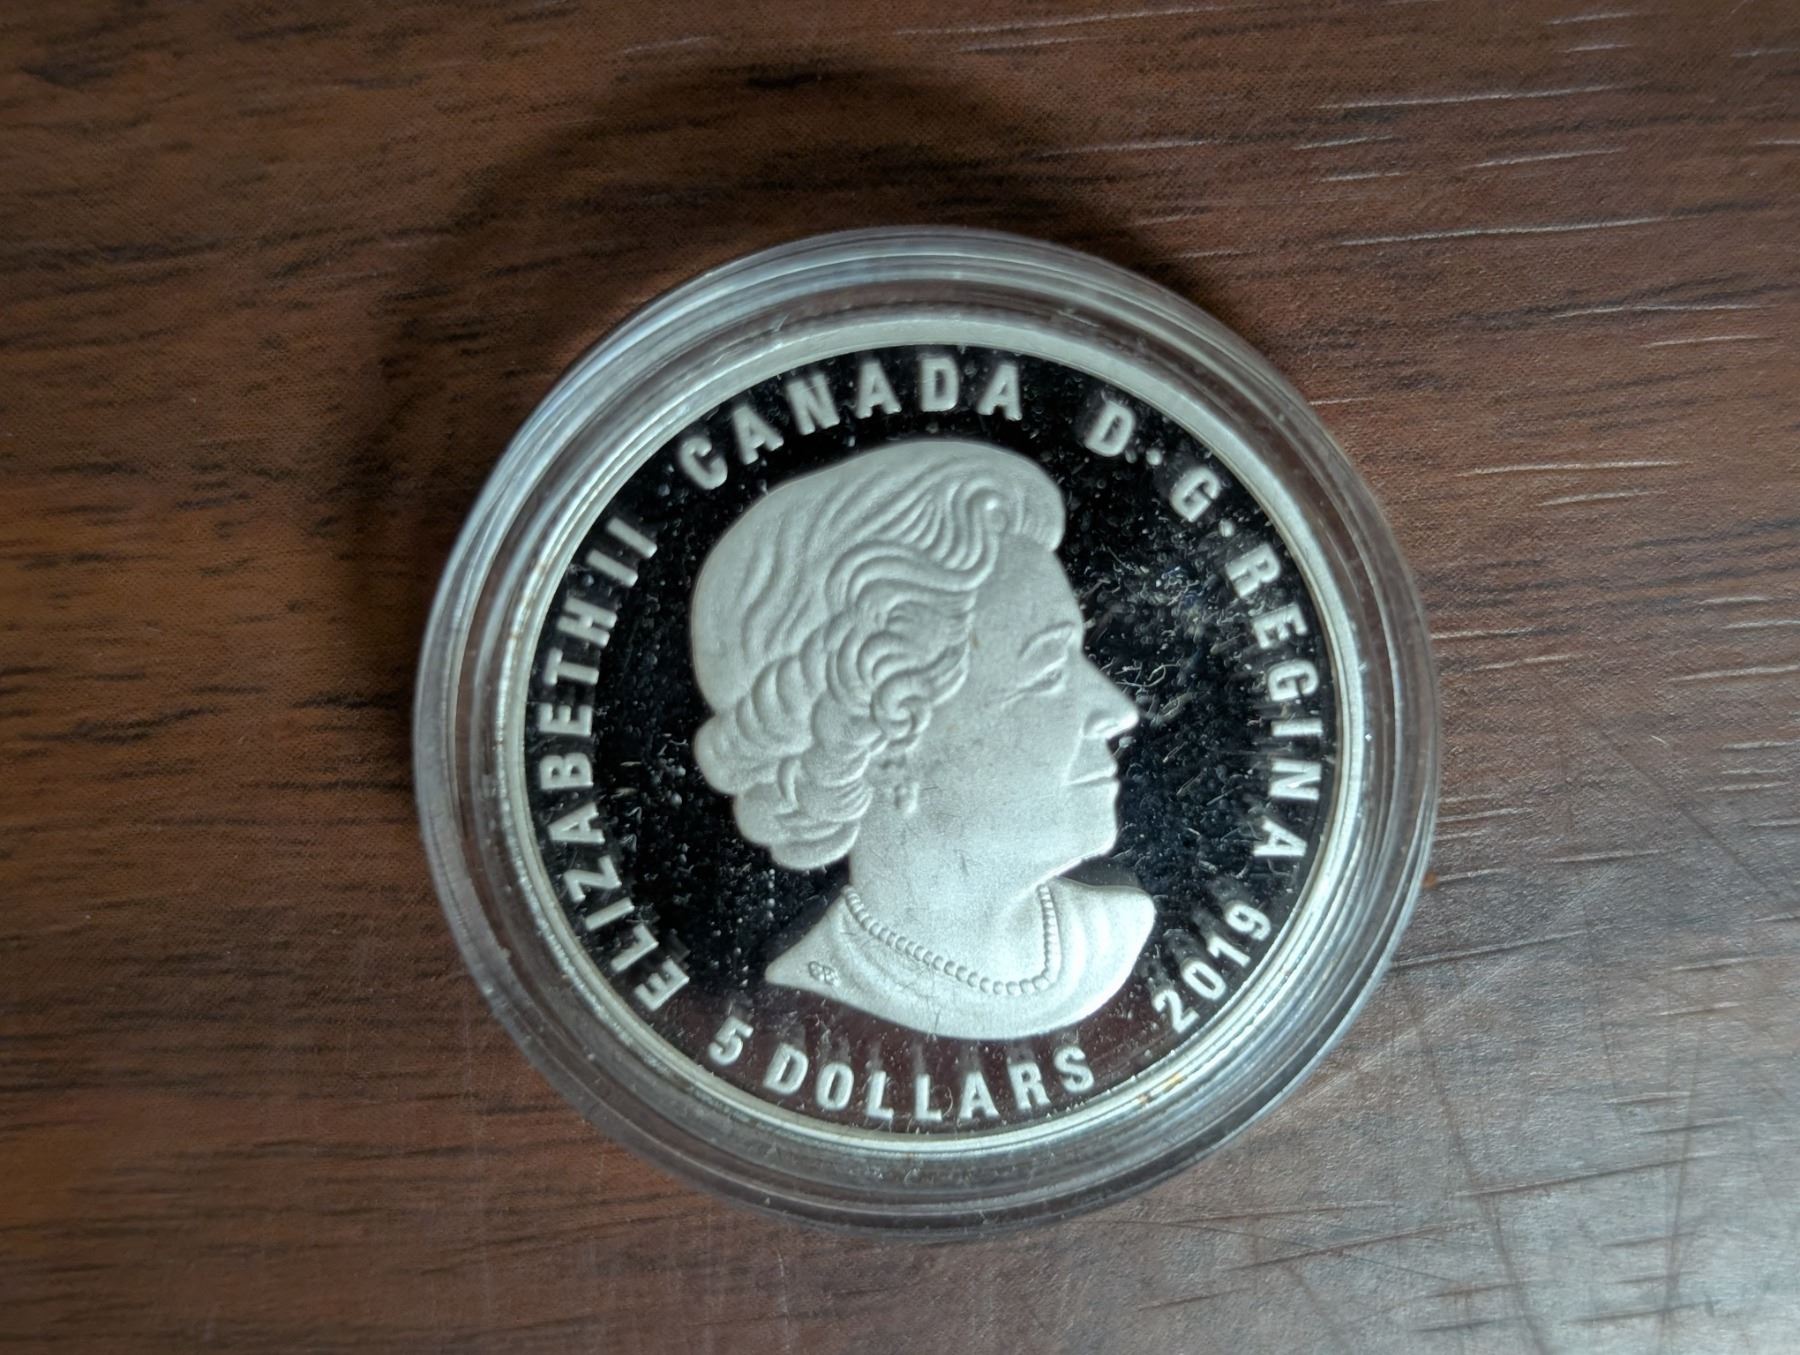 ELIZABETH II CANADA D·G·REGINA 2019
5 DOLLARS